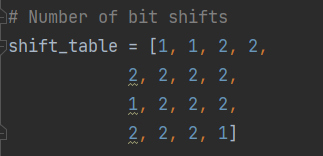 # Number of bit shifts
shift_table = [1, 1, 2, 2,
2, 2, 2, 2,
1, 2, 2, 2,
2, 2, 2, 1]